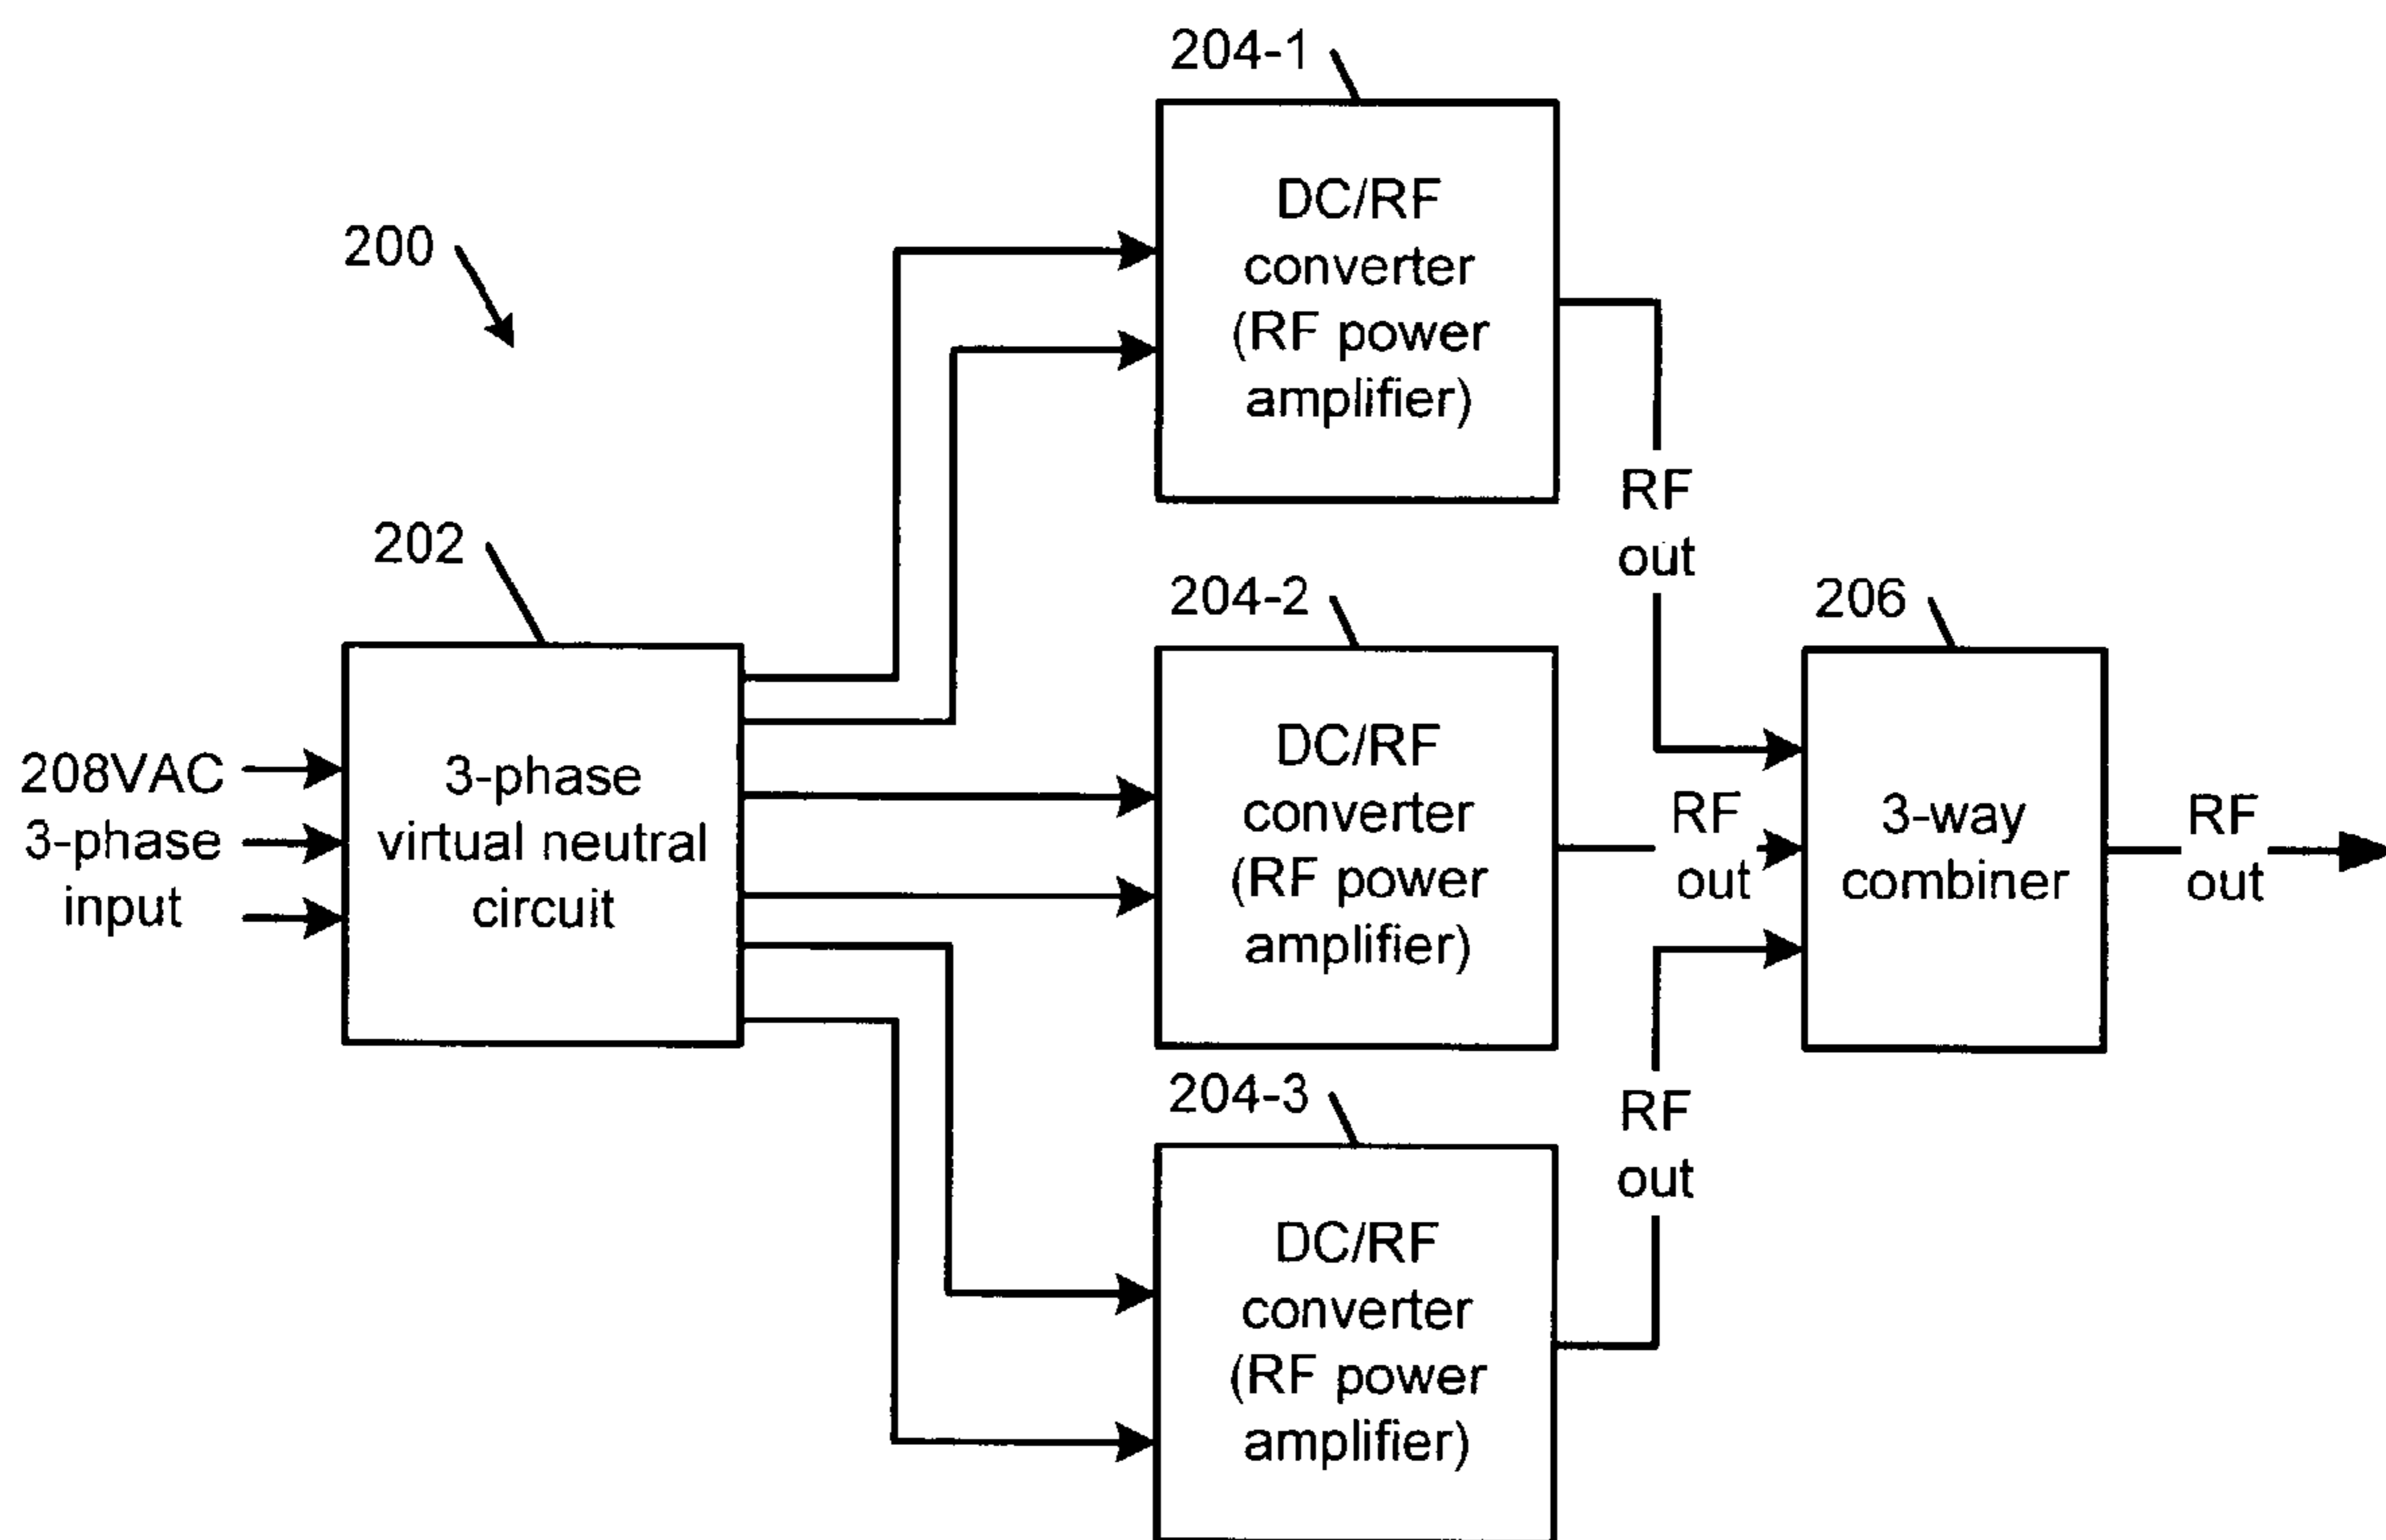 204-1
DC/RF
converter
(RF power
amplifier)
200
RF
out
202
204-2
206
208VAC
3-phase
input
3-phase
virtual neutral
circuit
DC/RF
converter
(RF power
amplifier)
RF
out
3-way
combiner
RF
out
204-3
DC/RF
converter
(RF power
amplifier)
RF
out